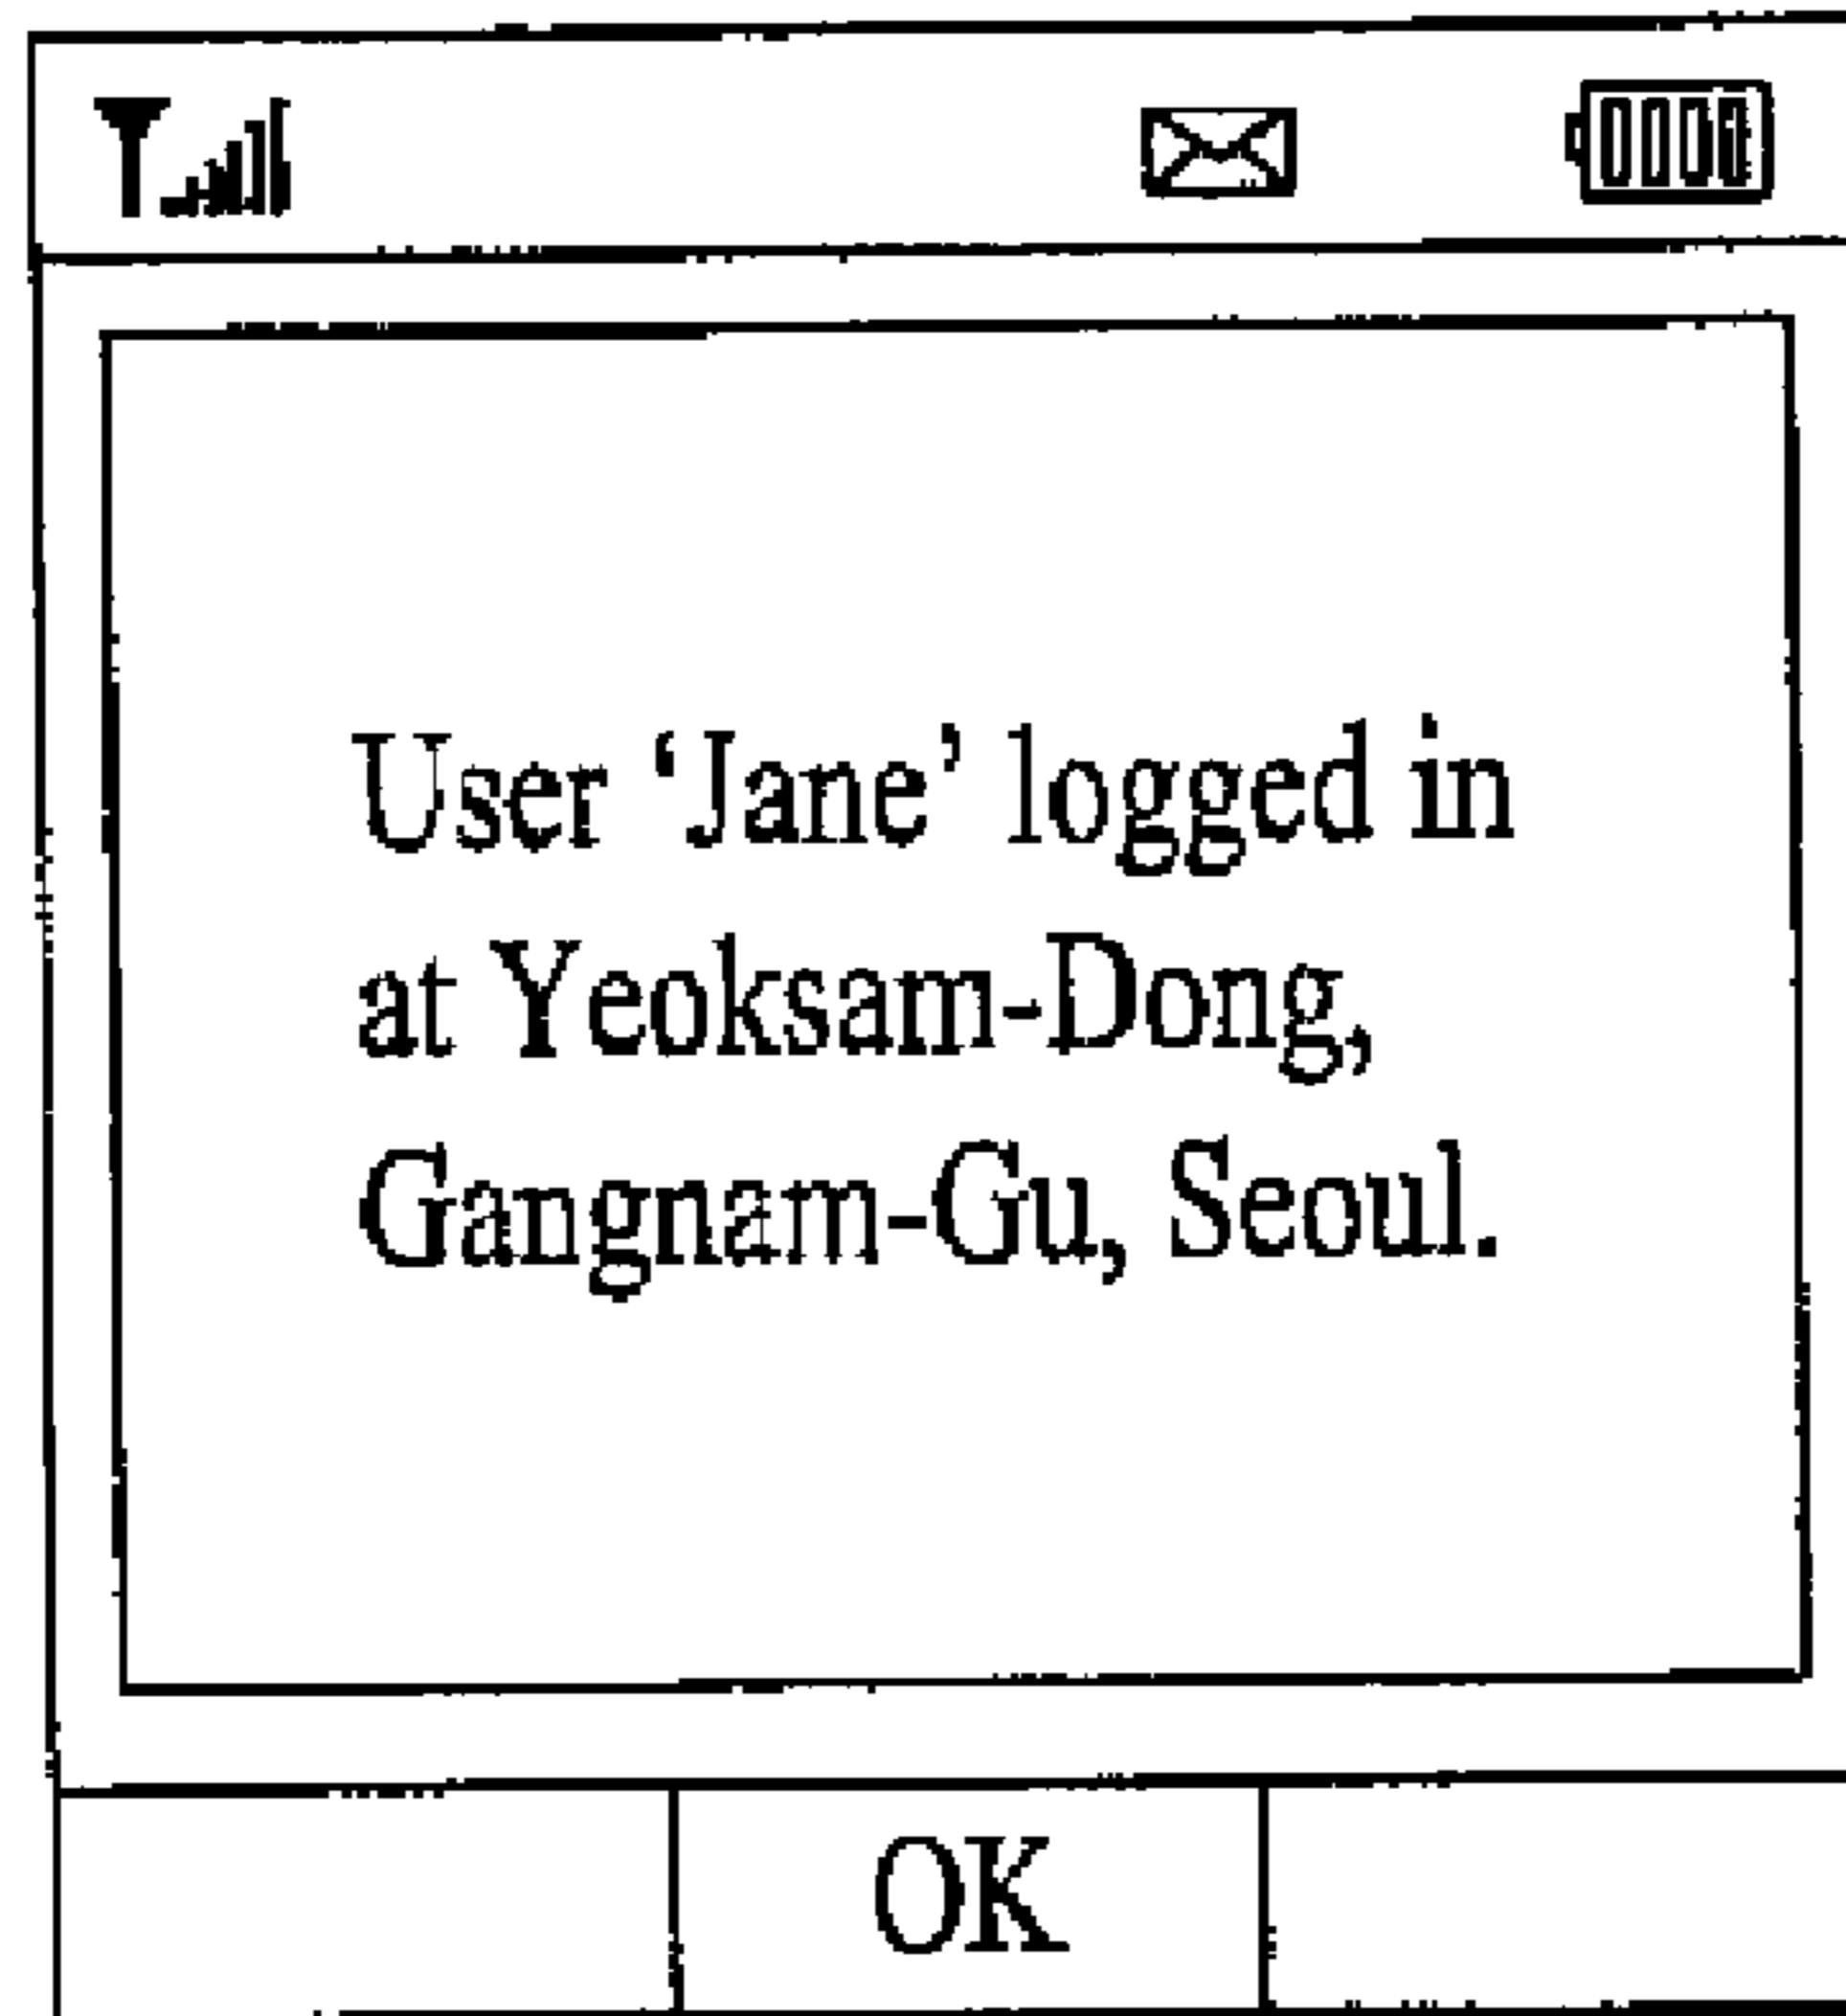 User ‘Jane’ logged in
at Yeoksam-Dong,
Gangnam-Gu, Seoul.
OK